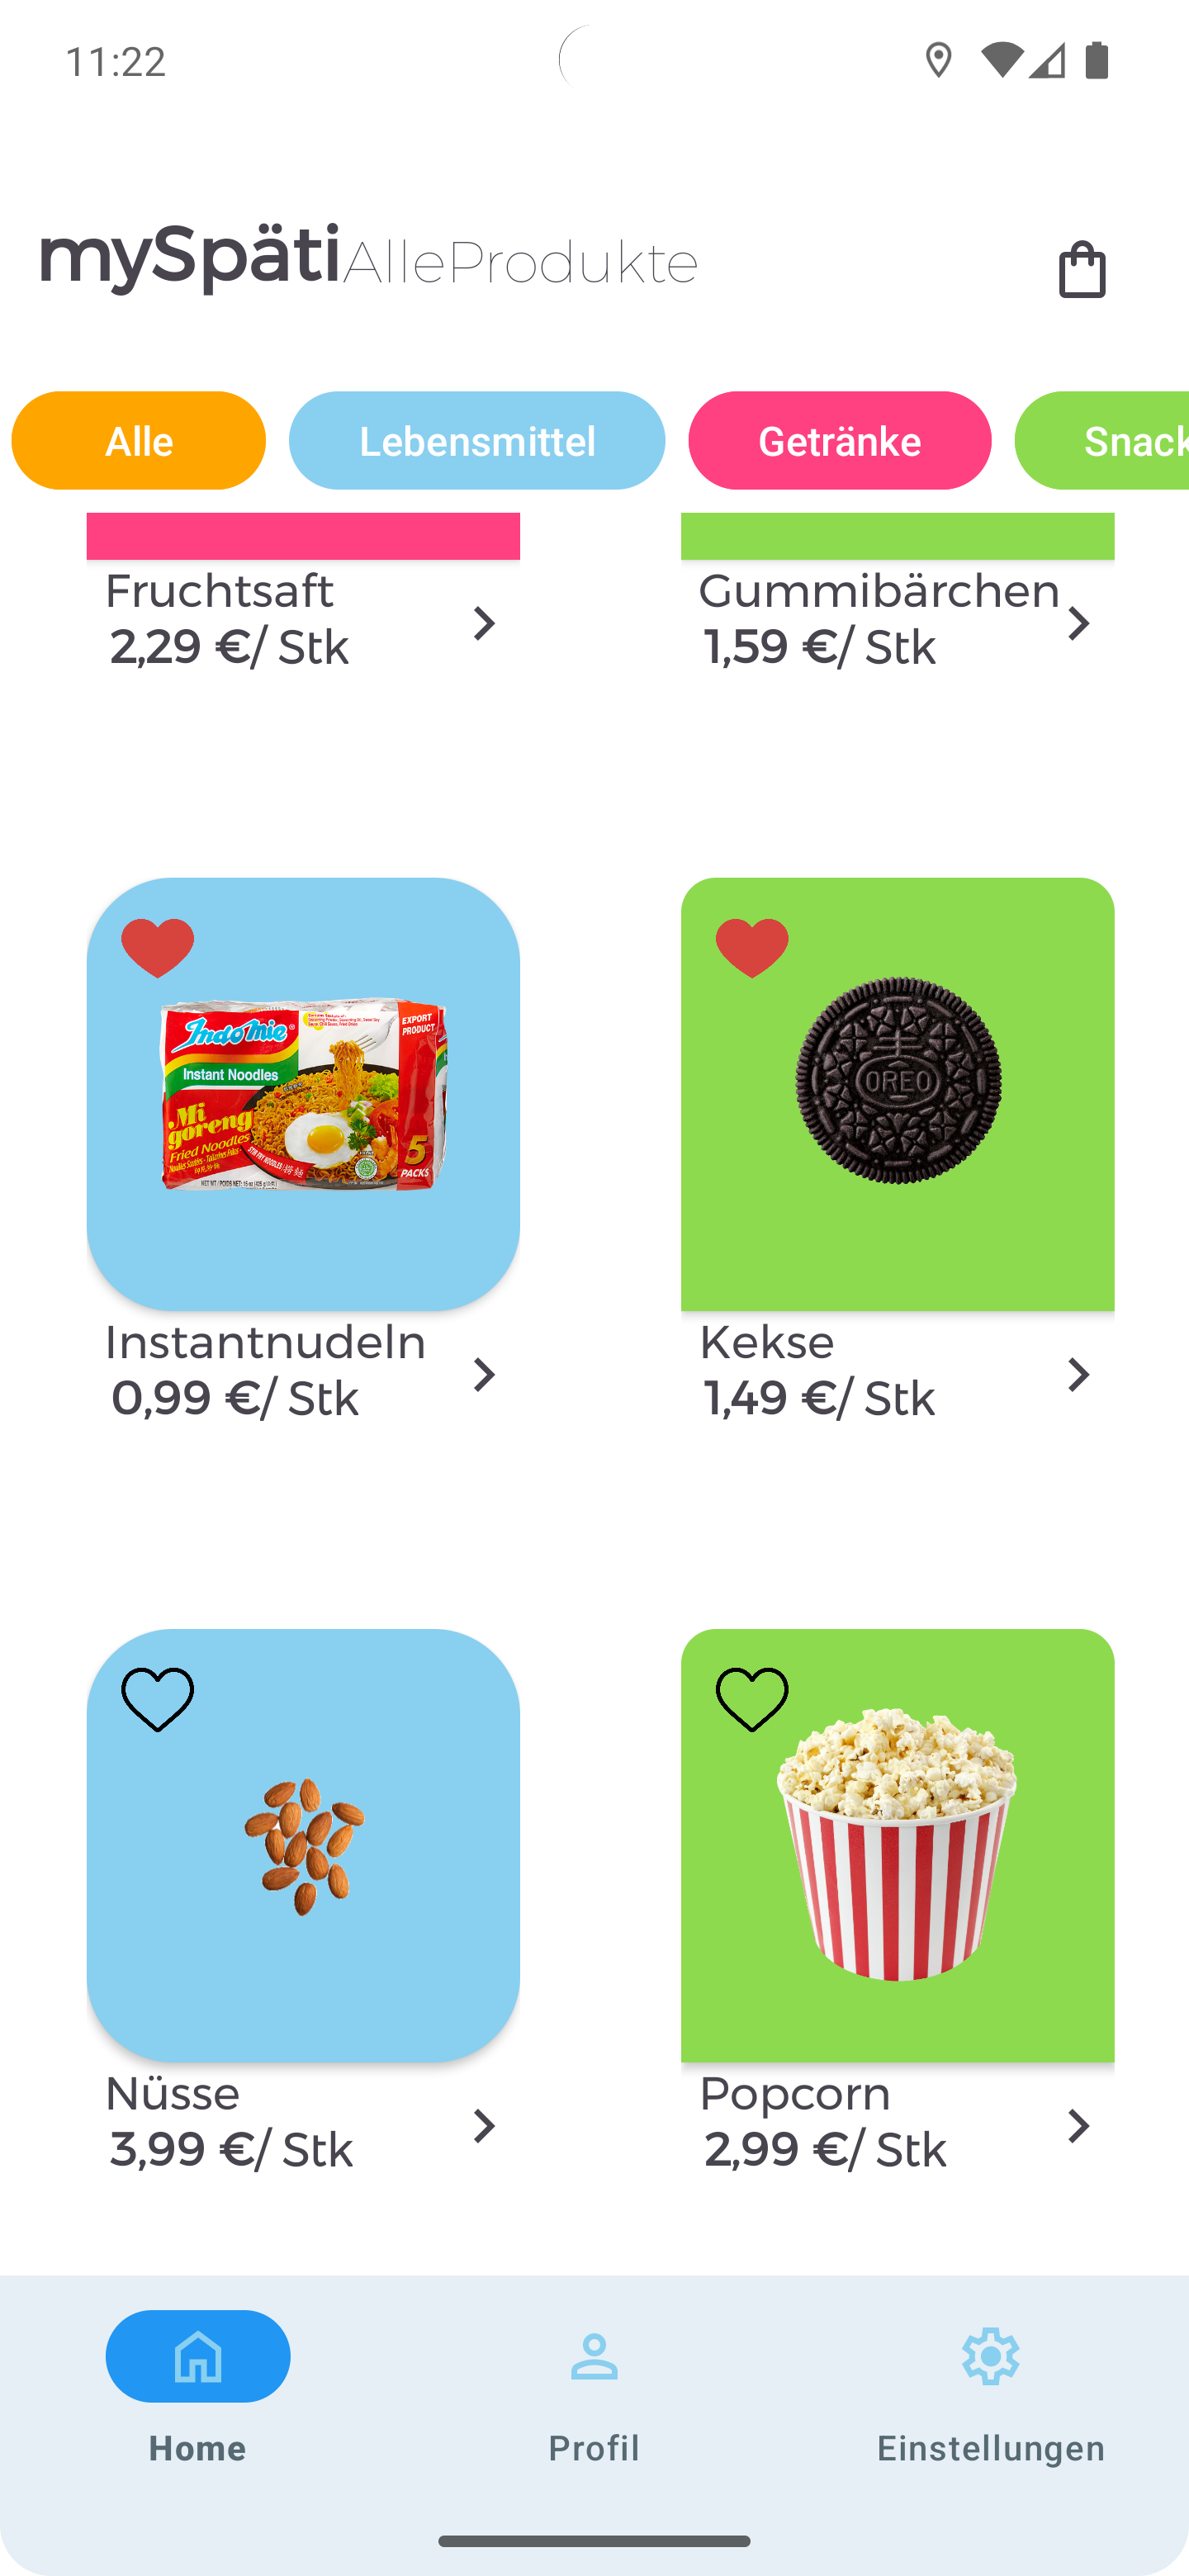 11:22
mySpäti AlleProdukte
Alle Lebensmittel Getränke Snack
Fruchtsaft
2,29 €/ Stk
Gummibärchen
1,59 €/ Stk
Indomie
Instant Noodles
Mi goreng
Fried Noodles
EXPORT PRODUCT
5 PACKS
OREO
Instantnudeln
0,99 €/ Stk
Kekse
1,49 €/ Stk
Nüsse
3,99 €/ Stk
Popcorn
2,99 €/ Stk
Home Profil Einstellungen